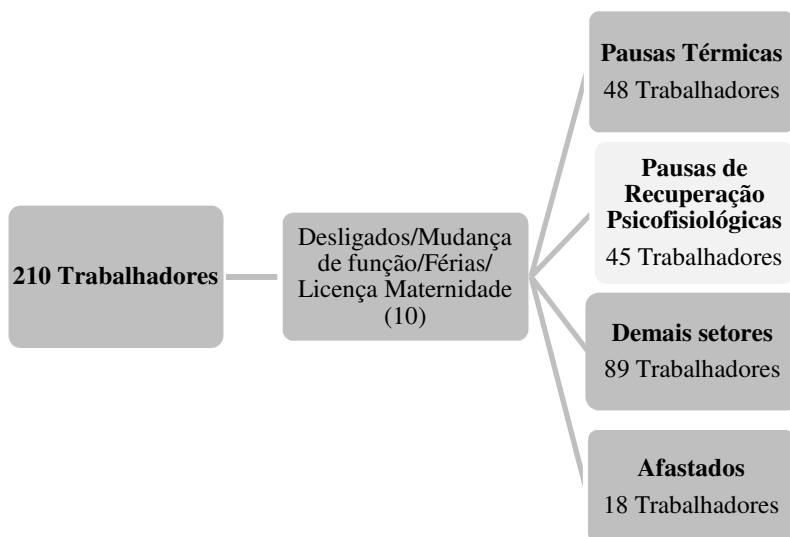 210 Trabalhadores
Desligados/Mudança
de função/Férias/
Licença Maternidade
(10)
Pausas Térmicas
48 Trabalhadores
Pausas de
Recuperação
Psicofisiológicas
45 Trabalhadores
Demais setores
89 Trabalhadores
Afastados
18 Trabalhadores